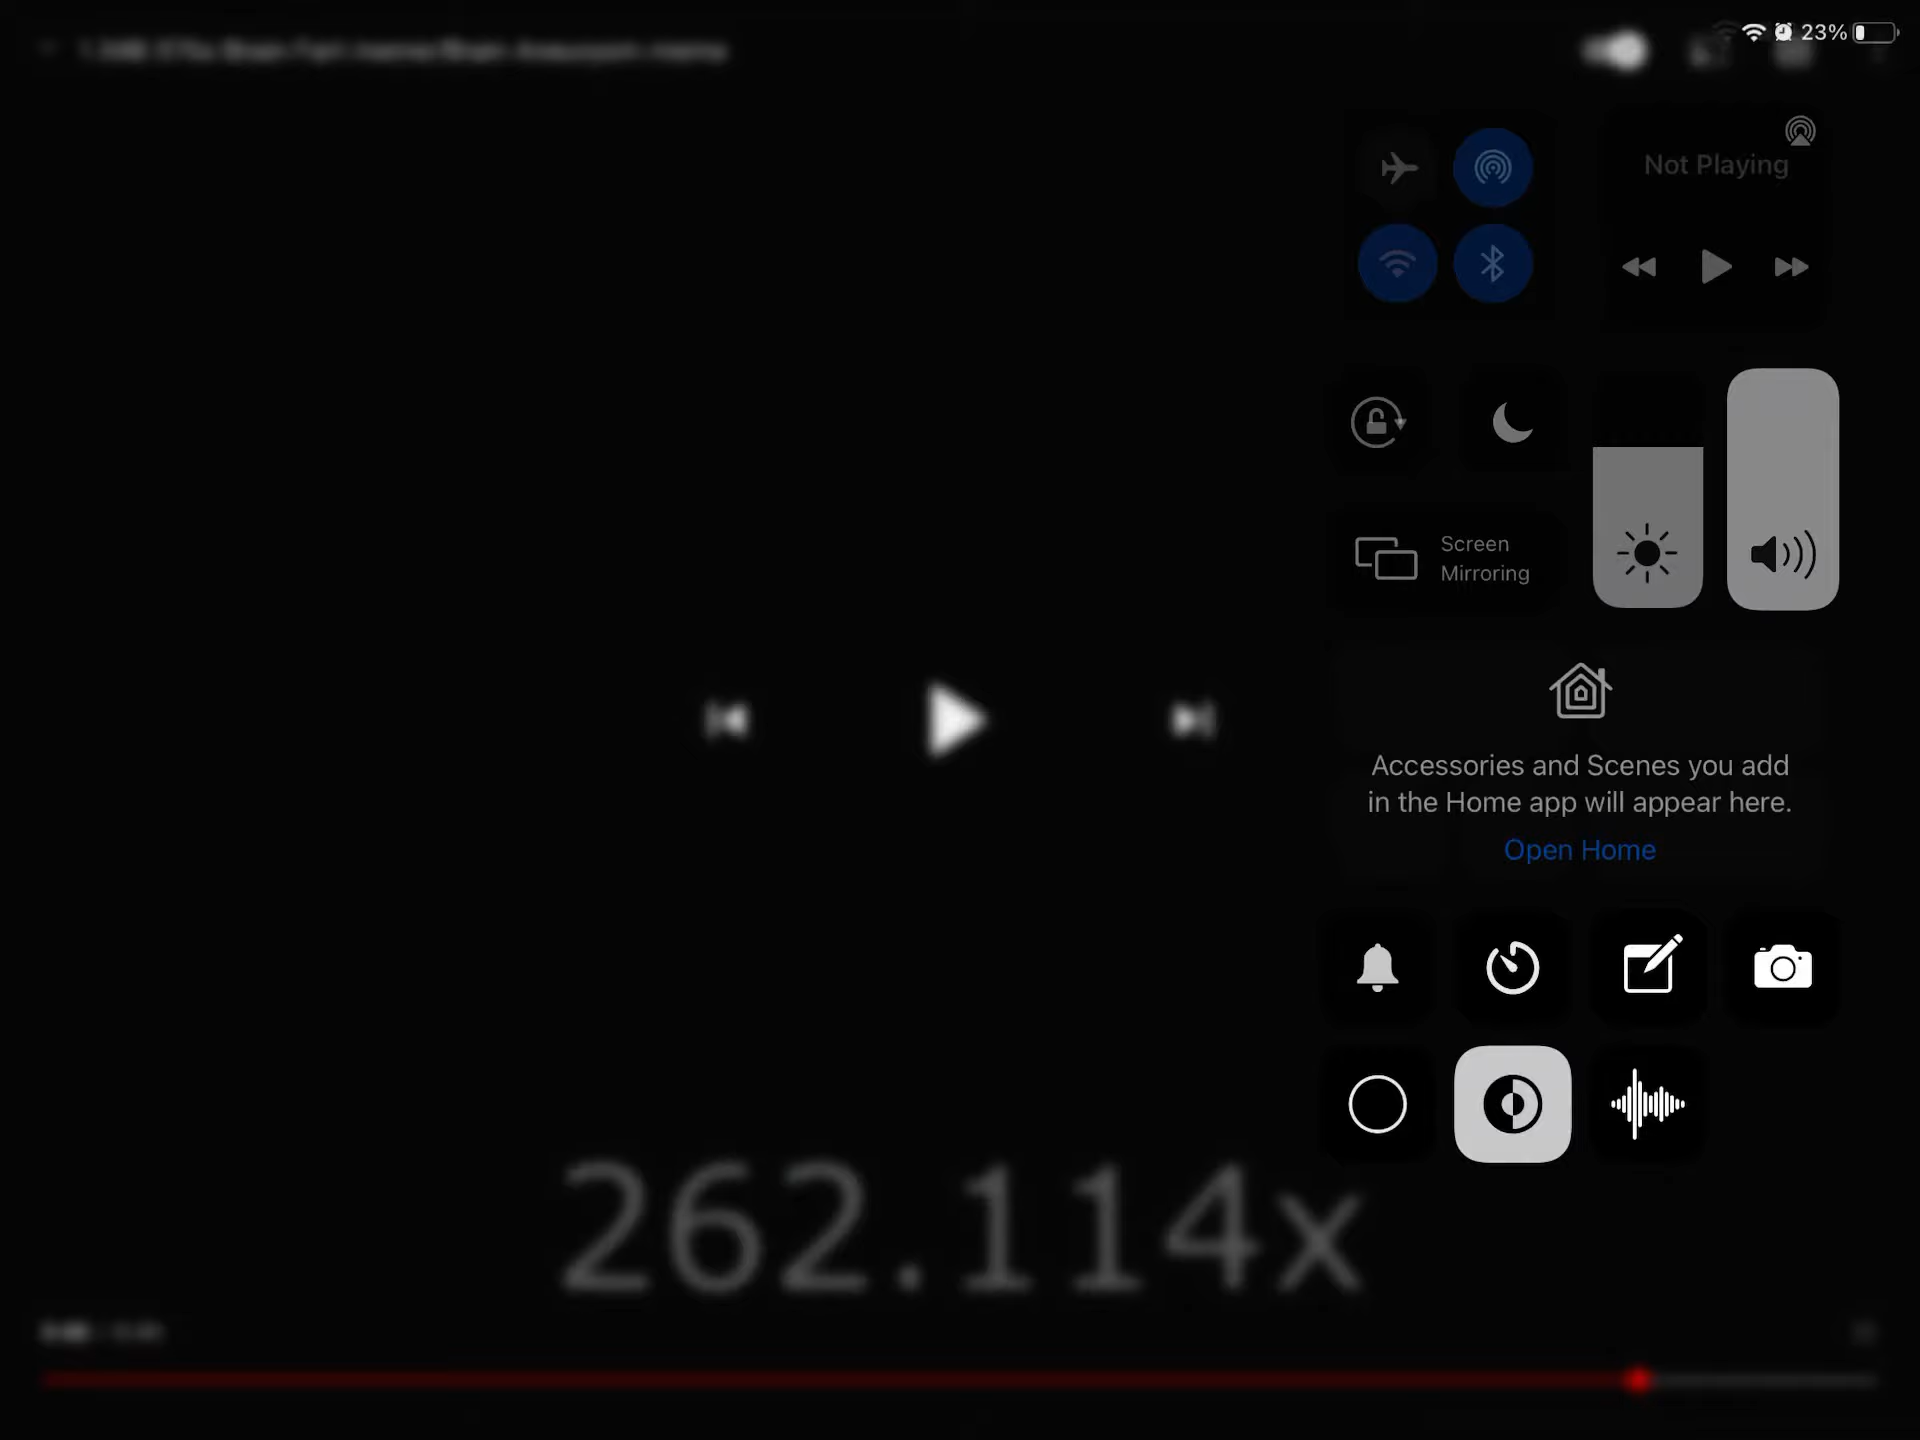 23%
Not Playing
Screen
Mirroring
Accessories and Scenes you add
in the Home app will appear here.
Open Home
262.114x